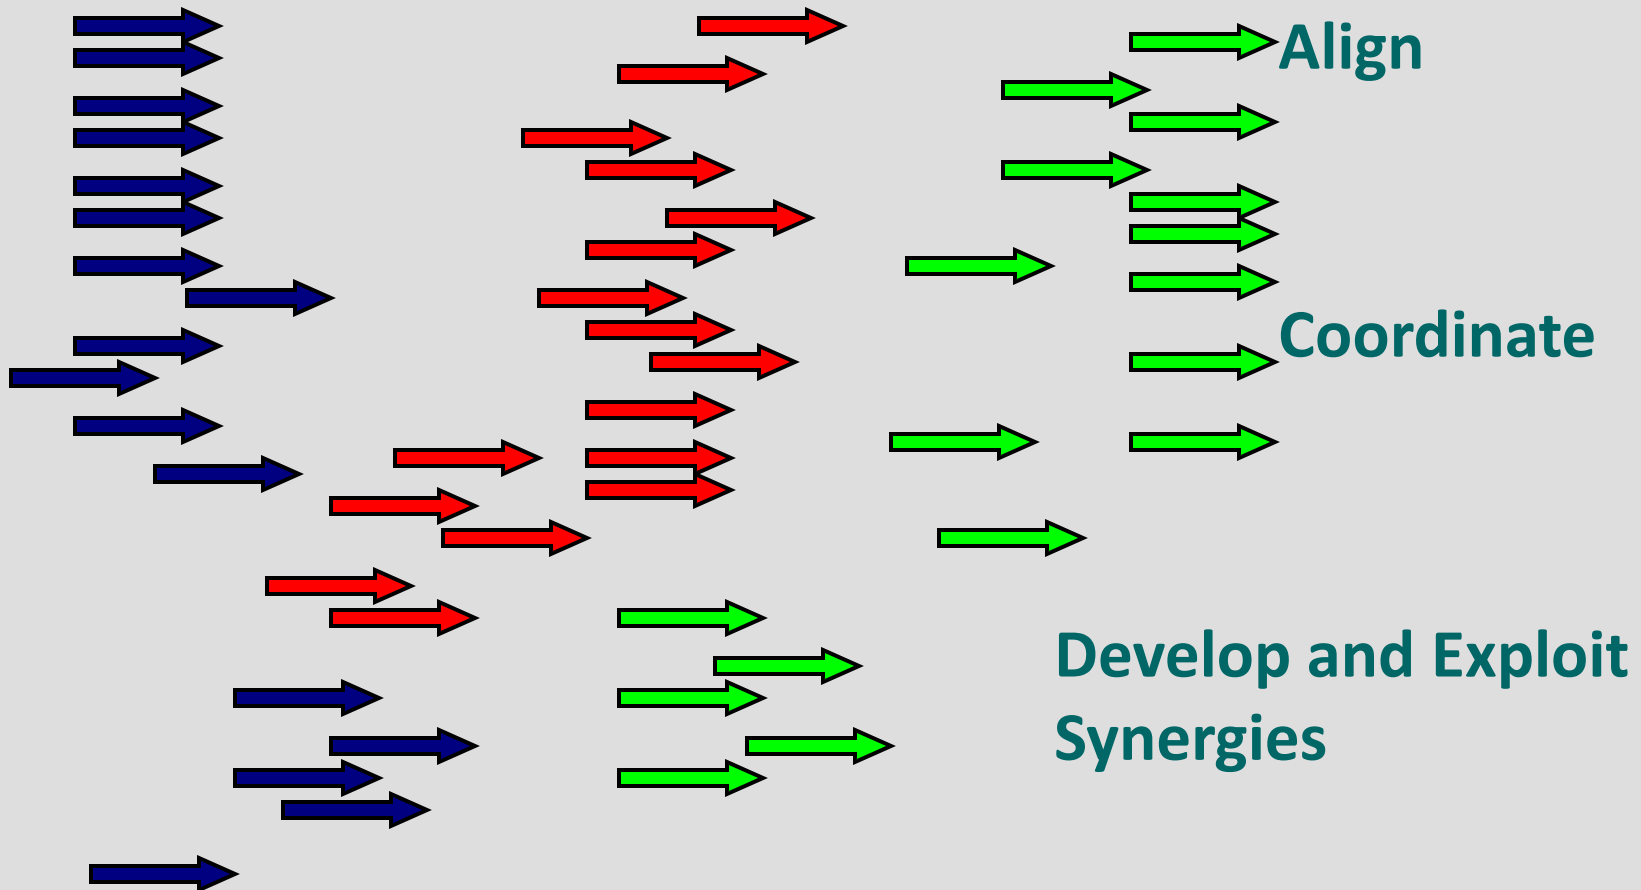 Align
Coordinate
Develop and Exploit
Synergies